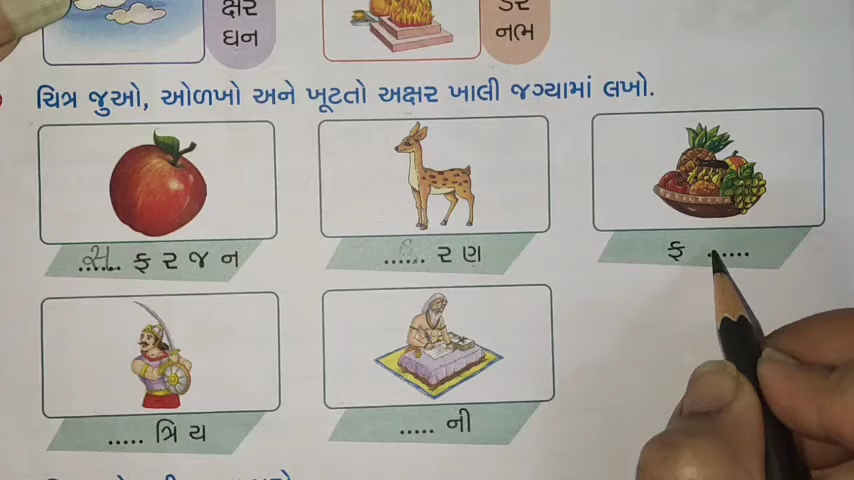 ક્ષર
ઘન
ડર
નભ
ચિત્ર જુઓ, ઓળખો અને ખૂટતો અક્ષર ખાલી જગ્યામાં લખો.
સ ફ ર જ ન
હ ર ણ
ફ .....
..... ત્રિ ય
..... ની